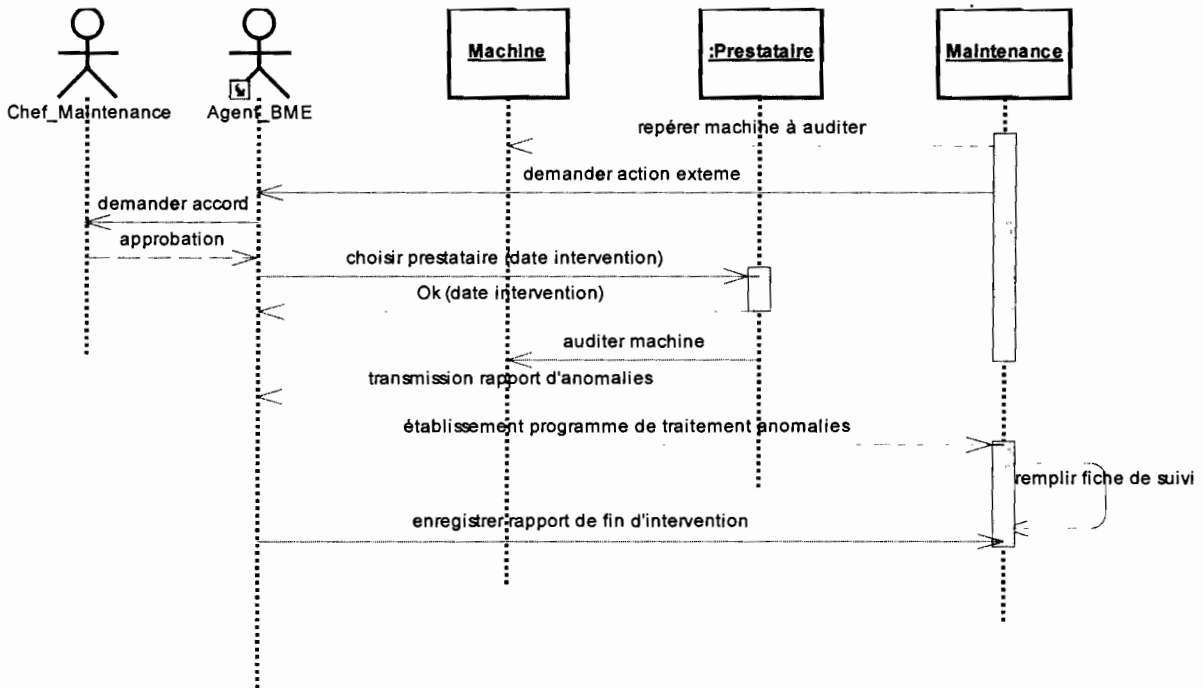 Machine
:Prestataire
Maintenance
Chef_Maintenance
Agent_BME
repérer machine à auditer
demander action externe
demander accord
approbation
choisir prestataire (date intervention)
Ok (date intervention)
auditer machine
transmission rapport d'anomalies
établissement programme de traitement anomalies
remplir fiche de suivi
enregistrer rapport de fin d'intervention